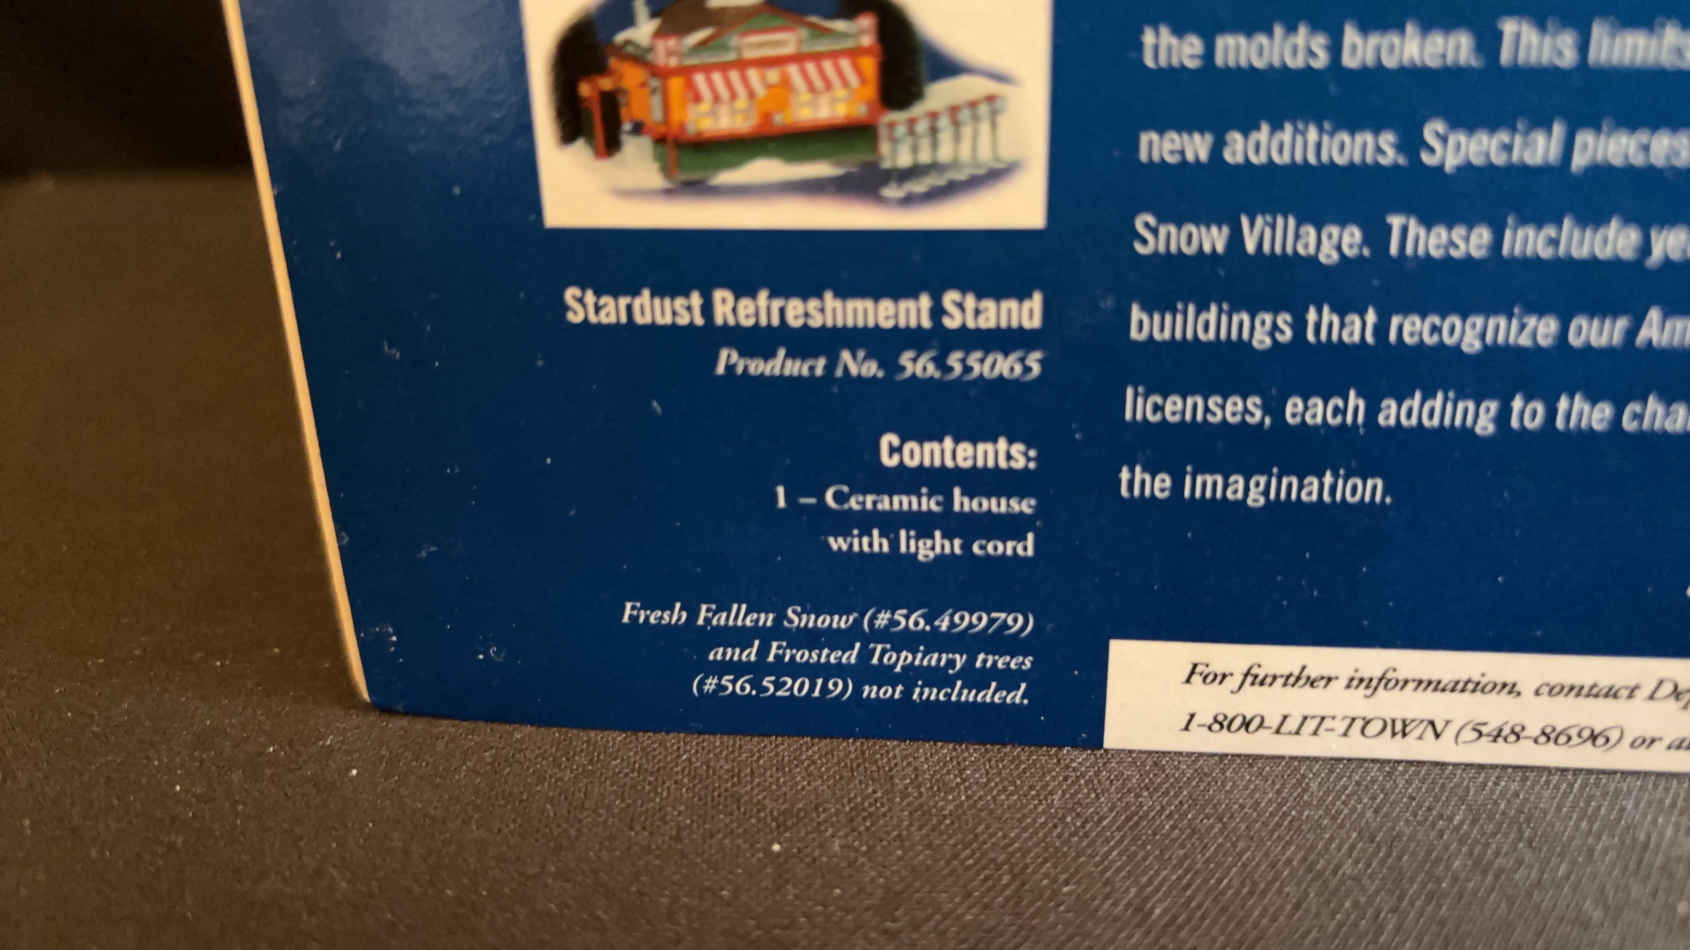 Stardust Refreshment Stand
Product No. 56.55065
Contents:
1 – Ceramic house
with light cord
Fresh Fallen Snow (#56.49979)
and Frosted Topiary trees
(#56.52019) not included.
the molds broken. This limits
new additions. Special pieces
Snow Village. These include
buildings that recognize our
licenses, each adding to the
the imagination.
For further information, contact
1-800-LIT-TOWN (548-8696) or